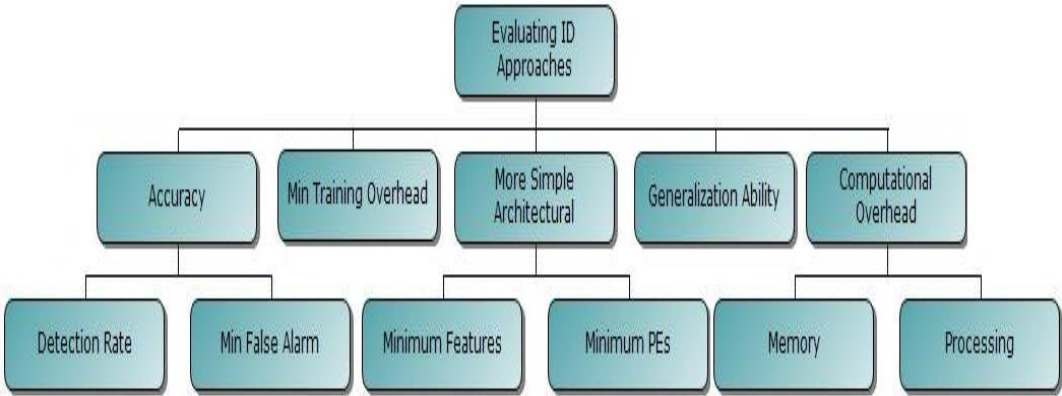 Evaluating ID
Approaches
Accuracy
Min Training Overhead
More Simple
Architectural
Generalization Ability
Computational
Overhead
Detection Rate
Min False Alarm
Minimum Features
Minimum PEs
Memory
Processing